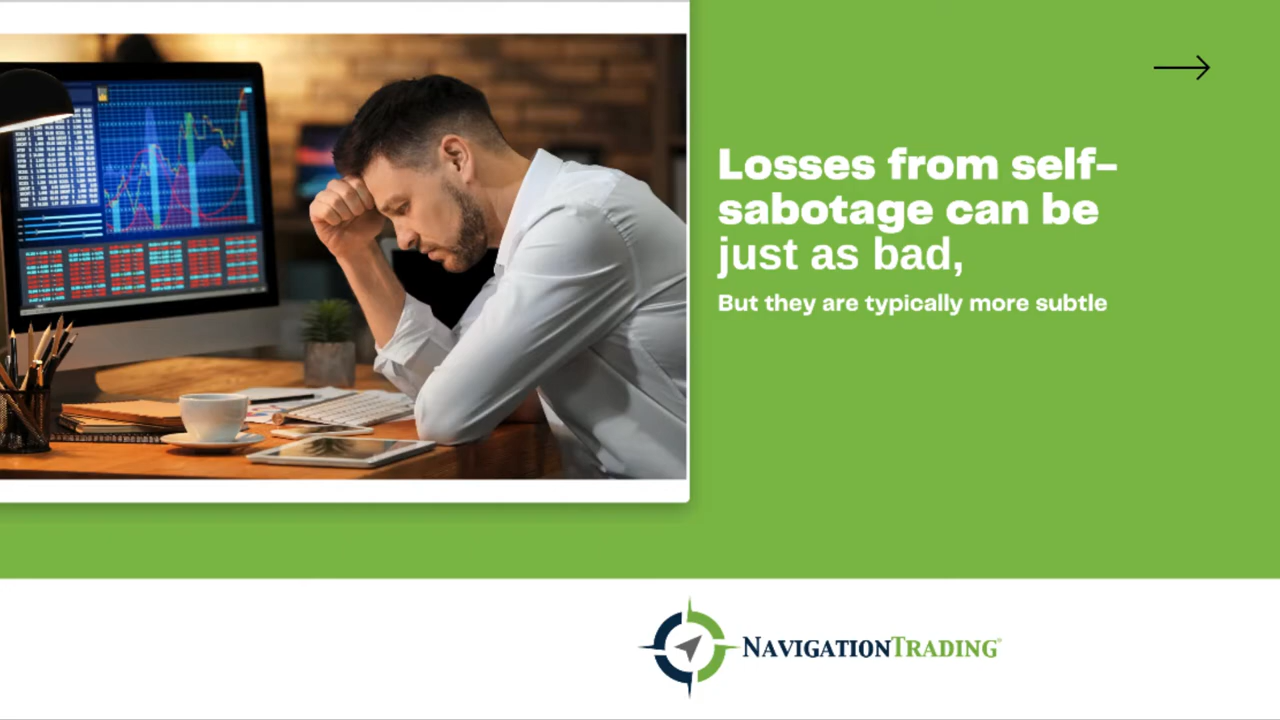 Losses from self-
sabotage can be
just as bad,
But they are typically more subtle
NAVIGATIONTRADING®